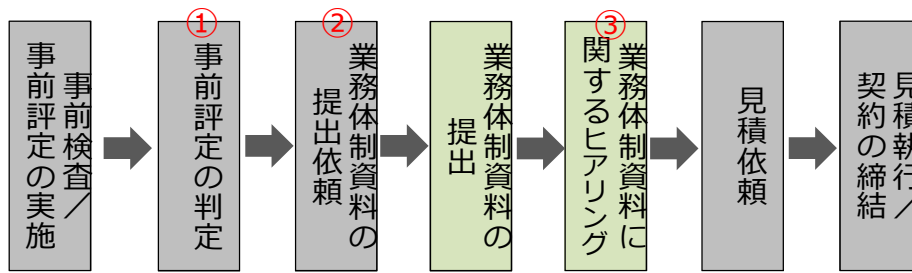 事前検査／
事前評定の実施
①
事前評定の判定
②
業務体制資料の
提出依頼
業務体制資料の
提出
③
業務体制資料に
関するヒアリング
見積依頼
見積執行／
契約の締結